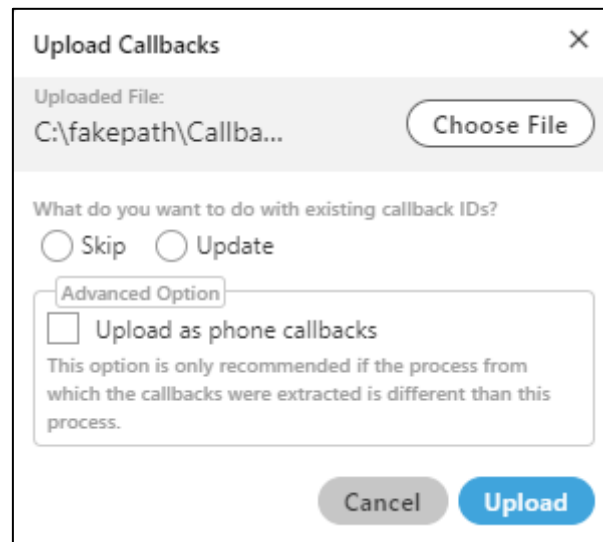 Upload Callbacks
Uploaded File:
C:\fakepath\Callba...
Choose File
What do you want to do with existing callback IDs?
Skip Update
Advanced Option
Upload as phone callbacks
This option is only recommended if the process from
which the callbacks were extracted is different than this
process.
Cancel Upload